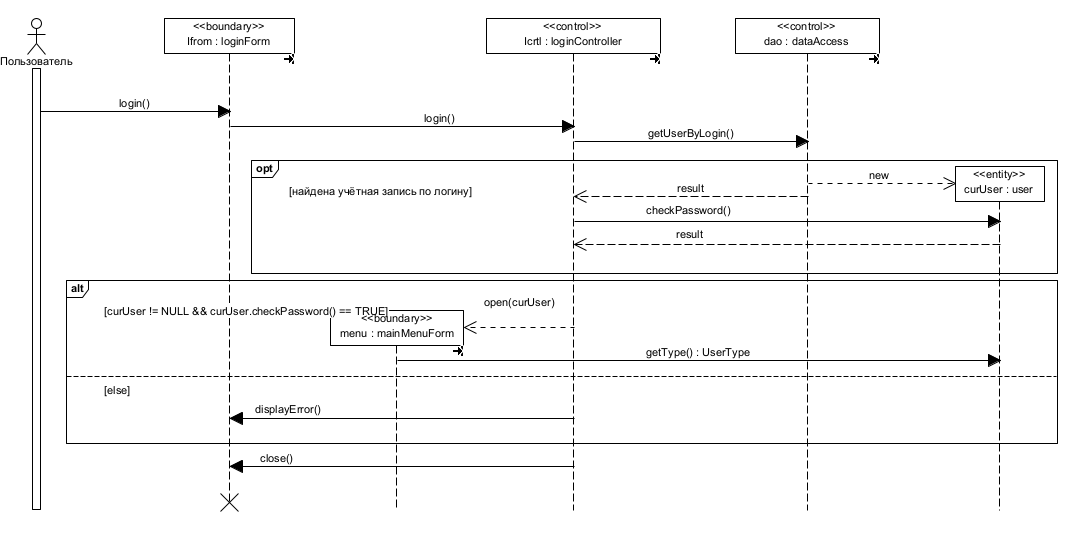 <<boundary>>
lfrom : loginForm
<<control>>
lcrtl : loginController
<<control>>
dao : dataAccess
Пользователь
login()
login()
getUserByLogin()
opt
[найдена учётная запись по логину]
new
<<entity>>
curUser : user
result
checkPassword()
result
alt
[curUser != NULL && curUser.checkPassword() == TRUE]
open(curUser)
<<boundary>>
menu : mainMenuForm
getType() : UserType
[else]
displayError()
close()